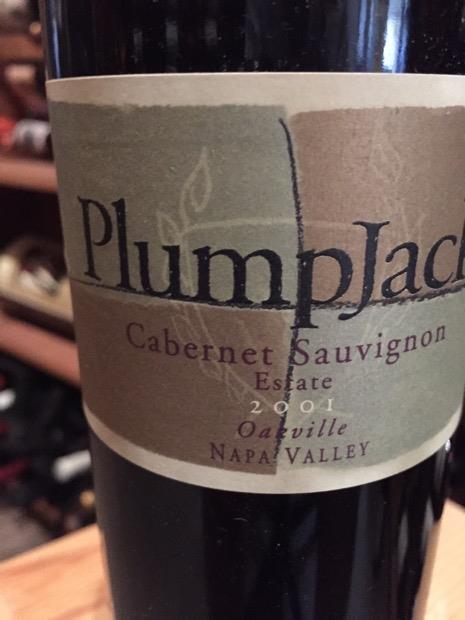 PlumpJack
Cabernet Sauvignon
Estate
2001
Oakville
NAPA VALLEY